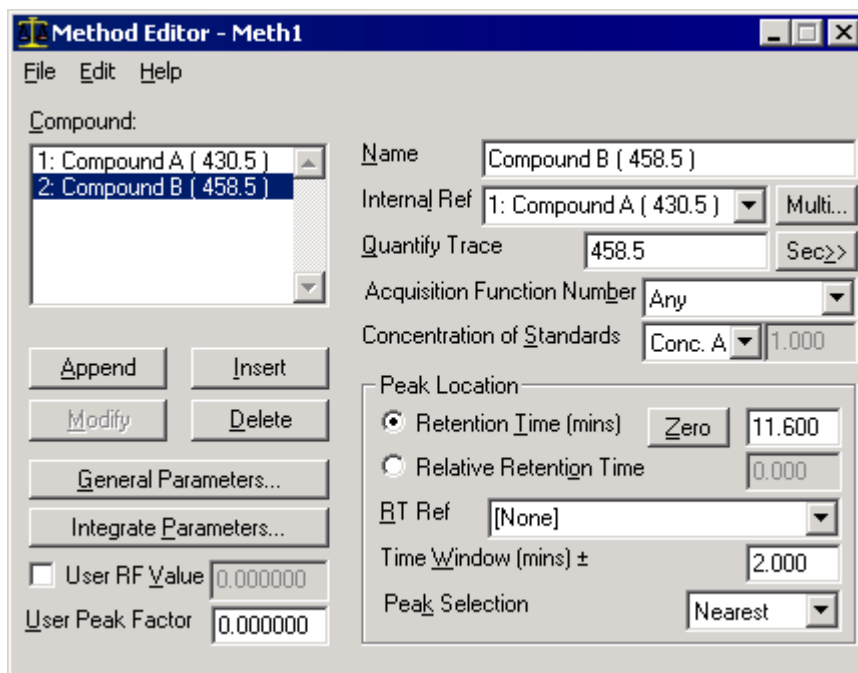 Method Editor - Meth1
File Edit Help
Compound:
1: Compound A ( 430.5 )
2: Compound B ( 458.5 )
Name Compound B ( 458.5 )
Internal Ref 1: Compound A ( 430.5 ) Multi...
Quantify Trace 458.5 Sec>>
Acquisition Function Number Any
Concentration of Standards Conc. A 1.000
Append Insert
Modify Delete
General Parameters...
Integrate Parameters...
User RF Value 0.000000
User Peak Factor 0.000000
Peak Location
Retention Time (mins) Zero 11.600
Relative Retention Time 0.000
RT Ref [None]
Time Window (mins) ± 2.000
Peak Selection Nearest